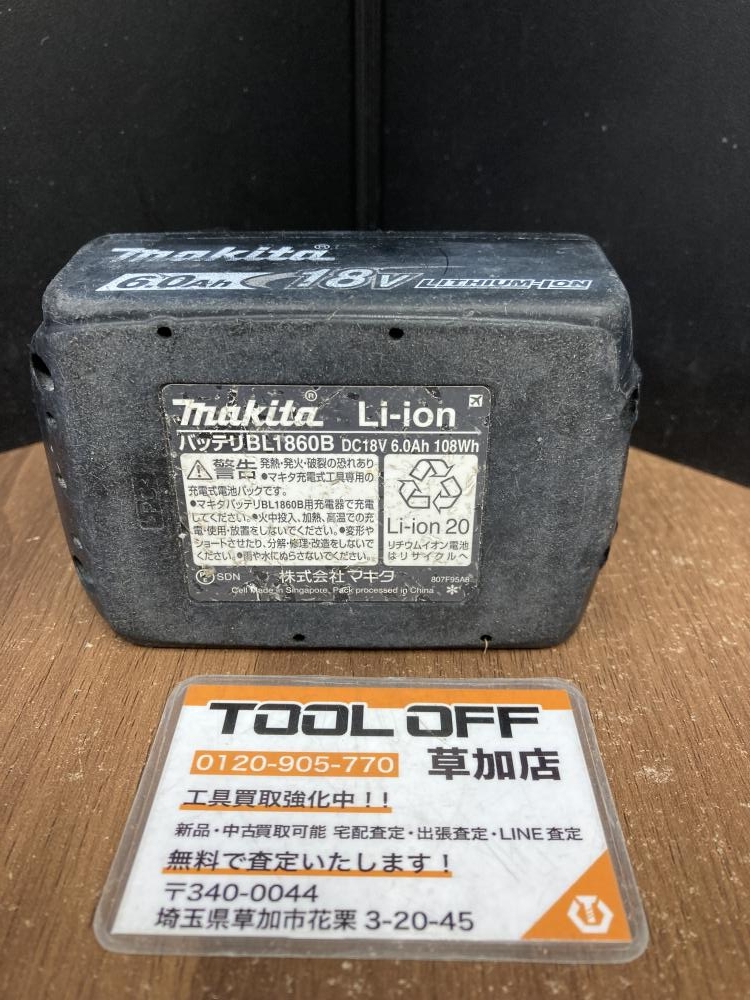 makita®
6.0Ah 18V LITHIUM-ION
makita® Li-ion
バッテリBL1860B DC18V 6.0Ah 108Wh
警告 発熱・発火・破裂の恐れあり
●マキタ充電式工具専用の
充電式電池パックです。
●マキタバッテリBL1860B用充電器で充電
してください。●火中投入、加熱、高温での充
電・使用・放置をしないでください。●変形や
ショートさせたり、分解・修理・改造をしないで
ください。●雨や水にぬらさないでください。
Li-ion 20
リチウムイオン電池
はリサイクルへ
SDN 株式会社マキタ 807F95A8
Cell Made in Singapore, Pack processed in China
TOOL OFF
0120-905-770 草加店
工具買取強化中!!
新品・中古買取可能 宅配査定・出張査定・LINE査定
無料で査定いたします!
〒340-0044
埼玉県草加市花栗 3-20-45